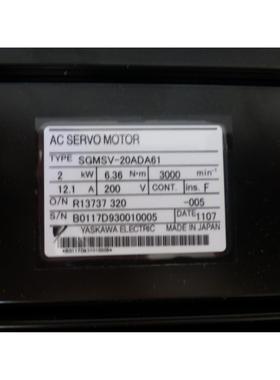 AC SERVO MOTOR
TYPE SGMSV-20ADA61
2 kW 6.36 N·m 3000 min⁻¹
12.1 A 200 V CONT. ins. F
O/N R13737 320 -005
S/N B0117D930010005 DATE 1107
YASKAWA ELECTRIC MADE IN JAPAN